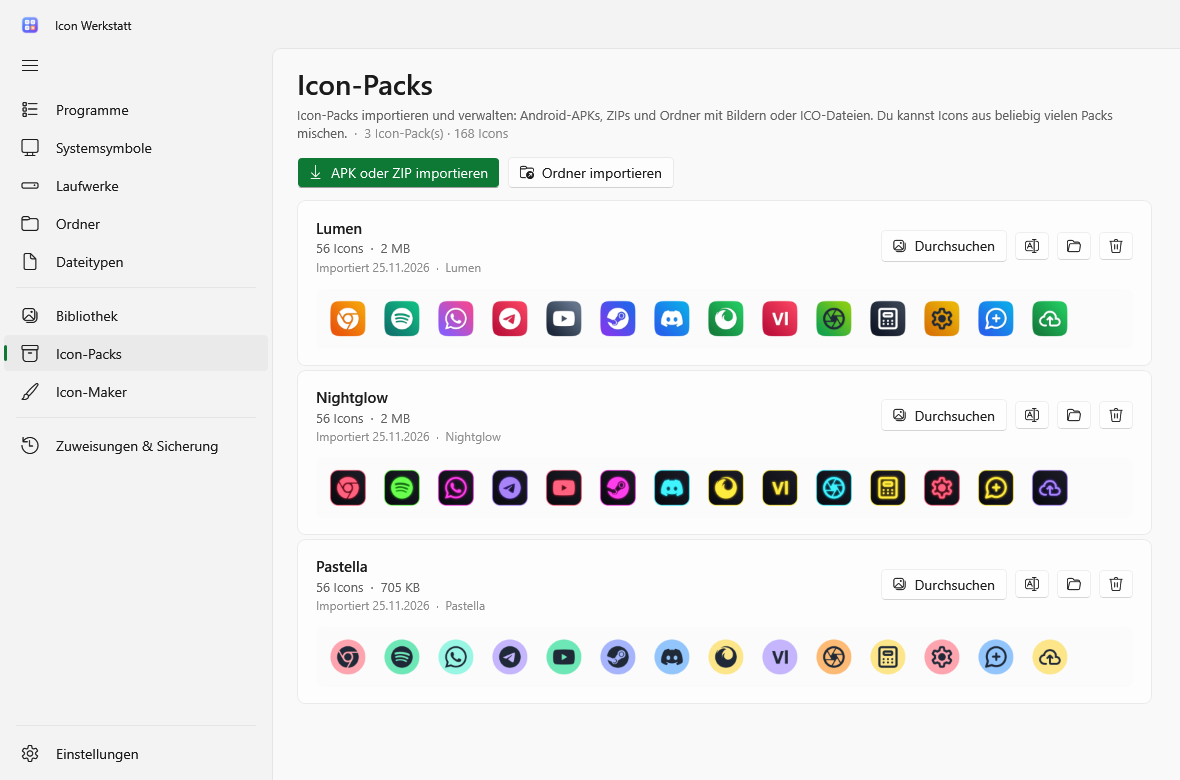 Icon Werkstatt
Programme
Systemsymbole
Laufwerke
Ordner
Dateitypen
Bibliothek
Icon-Packs
Icon-Maker
Zuweisungen & Sicherung
Einstellungen
Icon-Packs
Icon-Packs importieren und verwalten: Android-APKs, ZIPs und Ordner mit Bildern oder ICO-Dateien. Du kannst Icons aus beliebig vielen Packs
mischen. · 3 Icon-Pack(s) · 168 Icons
APK oder ZIP importieren
Ordner importieren
Lumen
56 Icons · 2 MB
Importiert 25.11.2026 · Lumen
Durchsuchen
VI
Nightglow
56 Icons · 2 MB
Importiert 25.11.2026 · Nightglow
Durchsuchen
VI
Pastella
56 Icons · 705 KB
Importiert 25.11.2026 · Pastella
Durchsuchen
VI